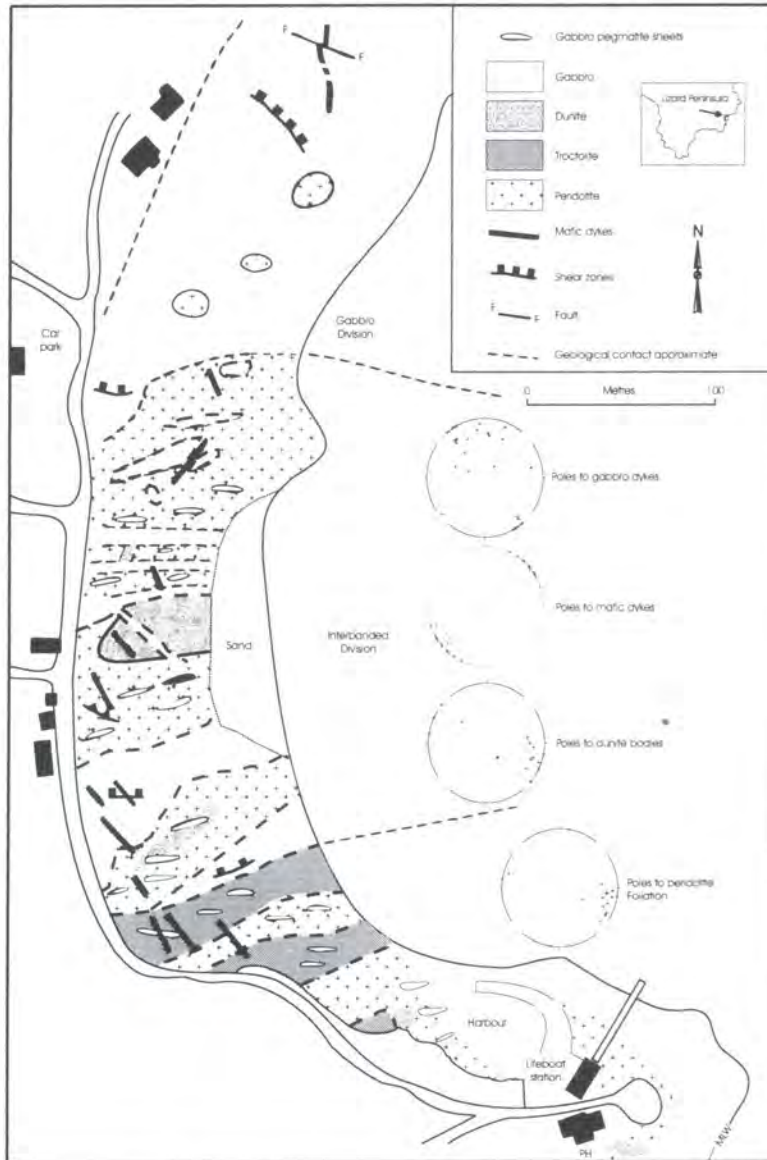 F
F
Gabbro pegmatite sheets
Gabbro
Dunite
Troctolite
Peridotite
Mafic dykes
Shear zones
F
F
Fault
Geological contact approximate
Lizard Peninsula
N
0
Metres
100
Car
park
Gabbro
Division
Poles to gabbro dykes
Poles to mafic dykes
Sand
Interbanded
Division
Poles to dunite bodies
Poles to peridotite
Foliation
Harbour
Lifeboat
station
PH
MLW